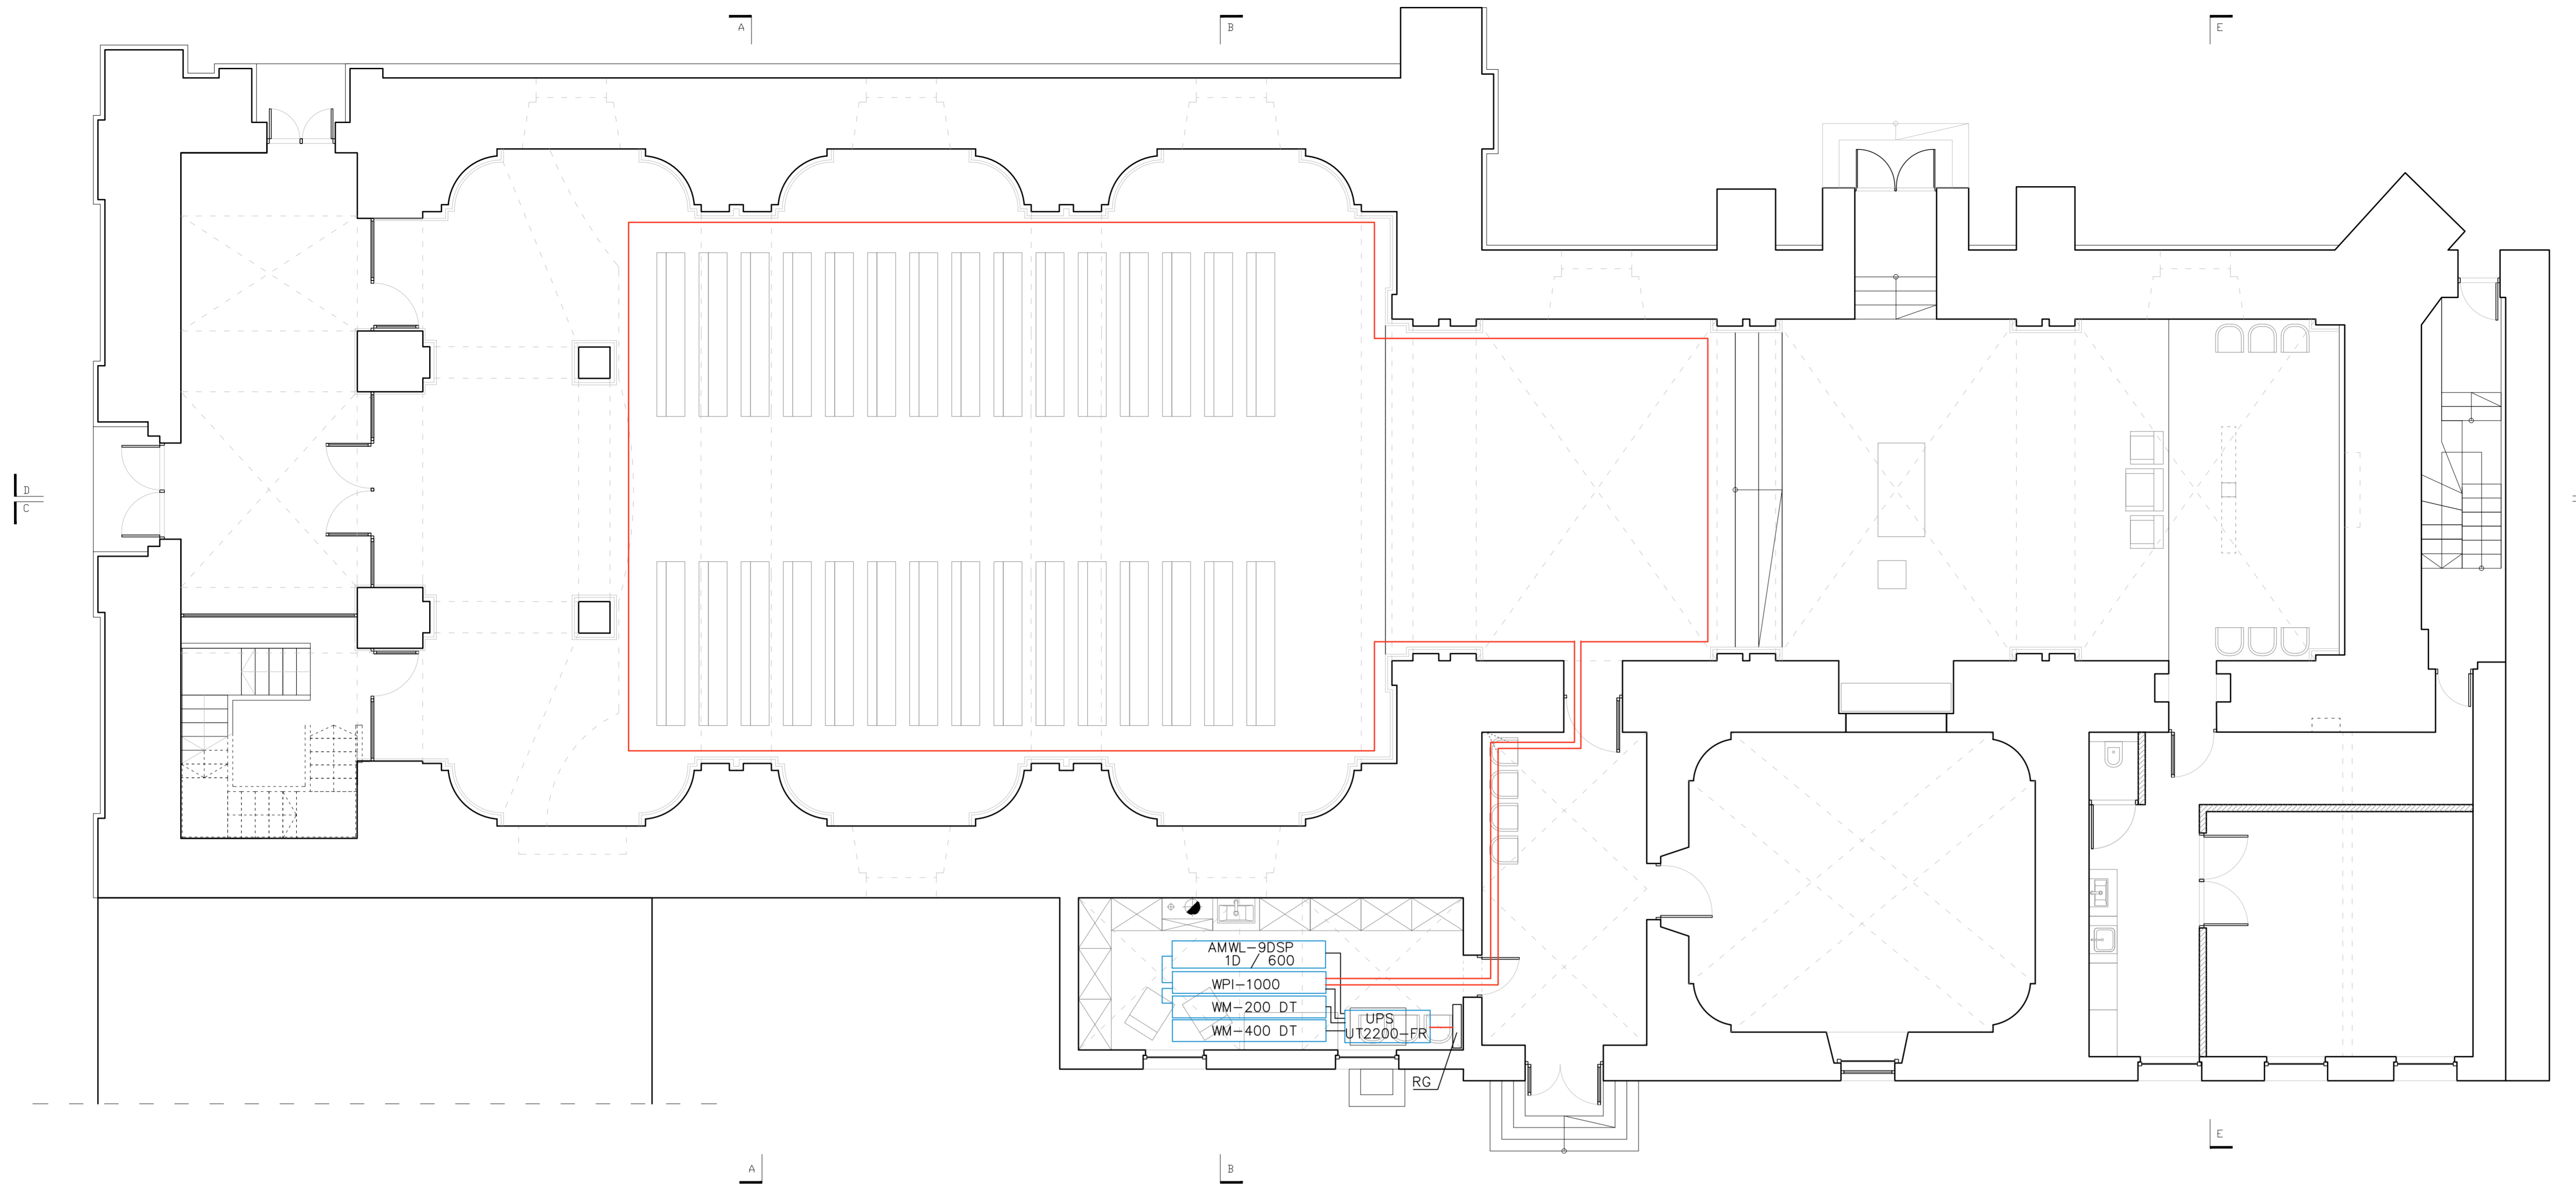 A
B
E
D
C
AMWL-9DSP
1D / 600
WPI-1000
WM-200 DT
WM-400 DT
UPS
UT2200-FR
RG
E
A
B